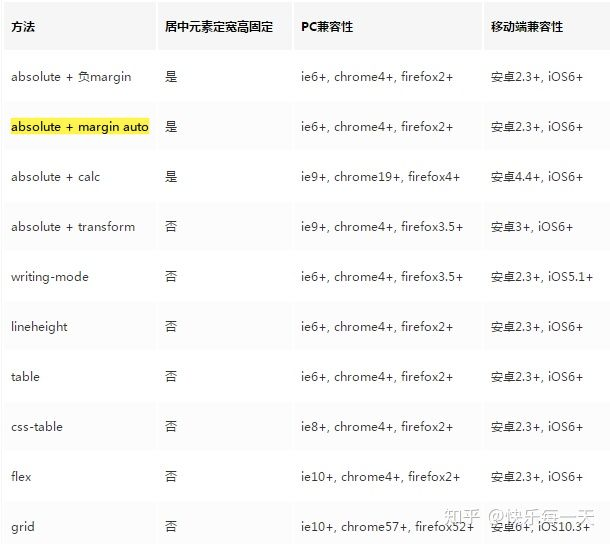 方法 居中元素定宽高固定 PC兼容性 移动端兼容性
absolute + 负margin 是 ie6+, chrome4+, firefox2+ 安卓2.3+, iOS6+
absolute + margin auto 是 ie6+, chrome4+, firefox2+ 安卓2.3+, iOS6+
absolute + calc 是 ie9+, chrome19+, firefox4+ 安卓4.4+, iOS6+
absolute + transform 否 ie9+, chrome4+, firefox3.5+ 安卓3+, iOS6+
writing-mode 否 ie6+, chrome4+, firefox3.5+ 安卓2.3+, iOS5.1+
lineheight 否 ie6+, chrome4+, firefox2+ 安卓2.3+, iOS6+
table 否 ie6+, chrome4+, firefox2+ 安卓2.3+, iOS6+
css-table 否 ie8+, chrome4+, firefox2+ 安卓2.3+, iOS6+
flex 否 ie10+, chrome4+, firefox2+ 安卓2.3+, iOS6+
grid 否 ie10+, chrome57+, firefox52+ 安卓6+, iOS10.3+
知乎 @快乐每一天